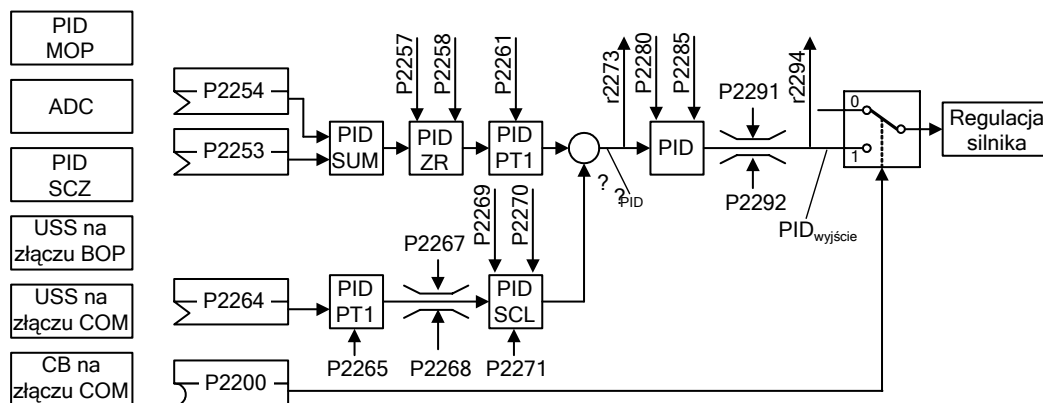 PID
MOP
ADC
PID
SCZ
USS na
złączu BOP
USS na
złączu COM
CB na
złączu COM
P2254
P2253
PID
SUM
P2257
P2258
PID
ZR
P2261
PID
PT1
r2273
? ?PID
P2280
P2285
PID
P2291
P2292
r2294
PIDwyjście
0
1
Regulacja
silnika
P2264
PID
PT1
P2265
P2267
P2268
P2269
P2270
PID
SCL
P2271
P2200